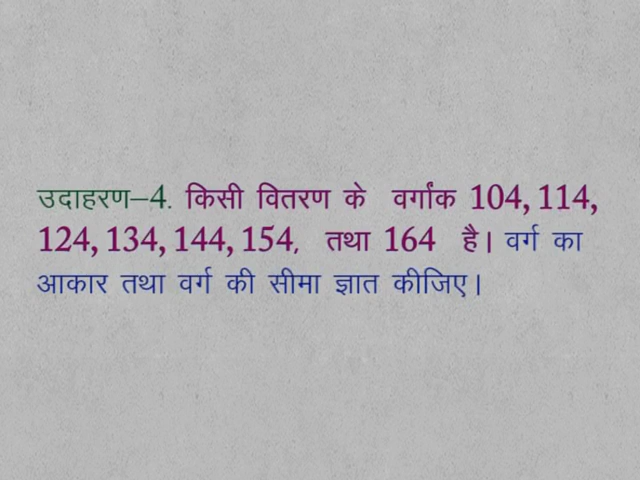 उदाहरण–4. किसी वितरण के वर्गांक 104, 114,
124, 134, 144, 154, तथा 164 है। वर्ग का
आकार तथा वर्ग की सीमा ज्ञात कीजिए।